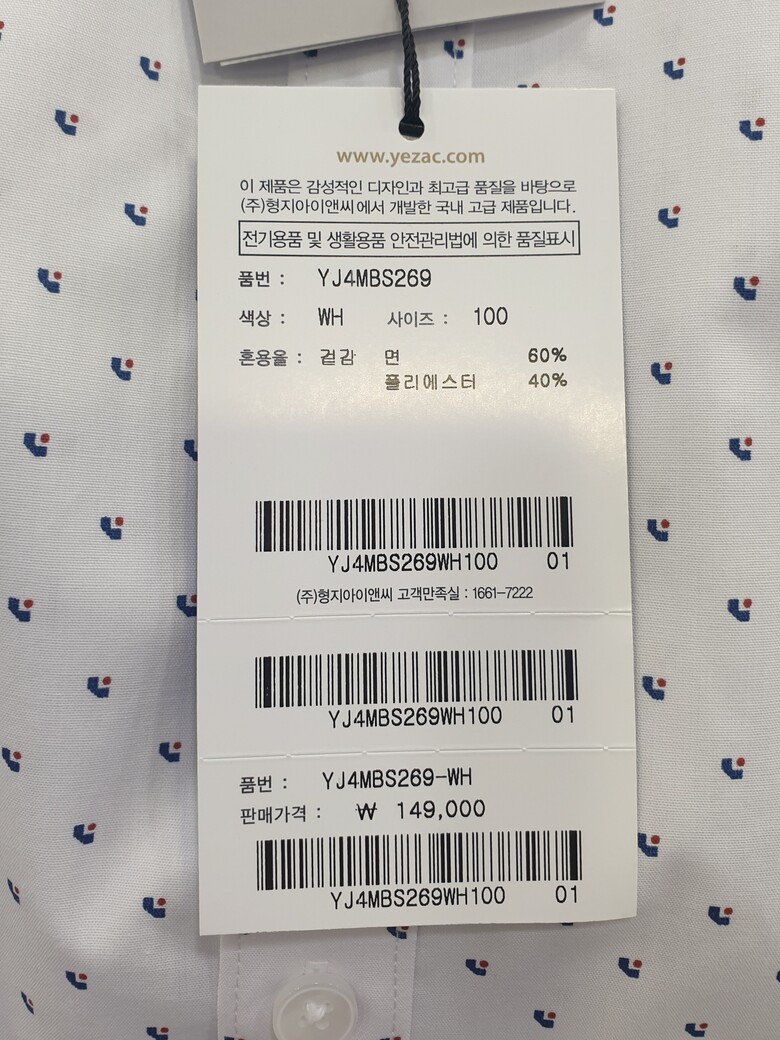 www.yezac.com
이 제품은 감성적인 디자인과 최고급 품질을 바탕으로
(주)형지아이앤씨에서 개발한 국내 고급 제품입니다.
전기용품 및 생활용품 안전관리법에 의한 품질표시
품번 : YJ4MBS269
색상 : WH 사이즈 : 100
혼용율 : 겉감 면 60%
폴리에스터 40%
YJ4MBS269WH100 01
(주)형지아이앤씨 고객만족실 : 1661-7222
YJ4MBS269WH100 01
품번 : YJ4MBS269-WH
판매가격 : ₩ 149,000
YJ4MBS269WH100 01